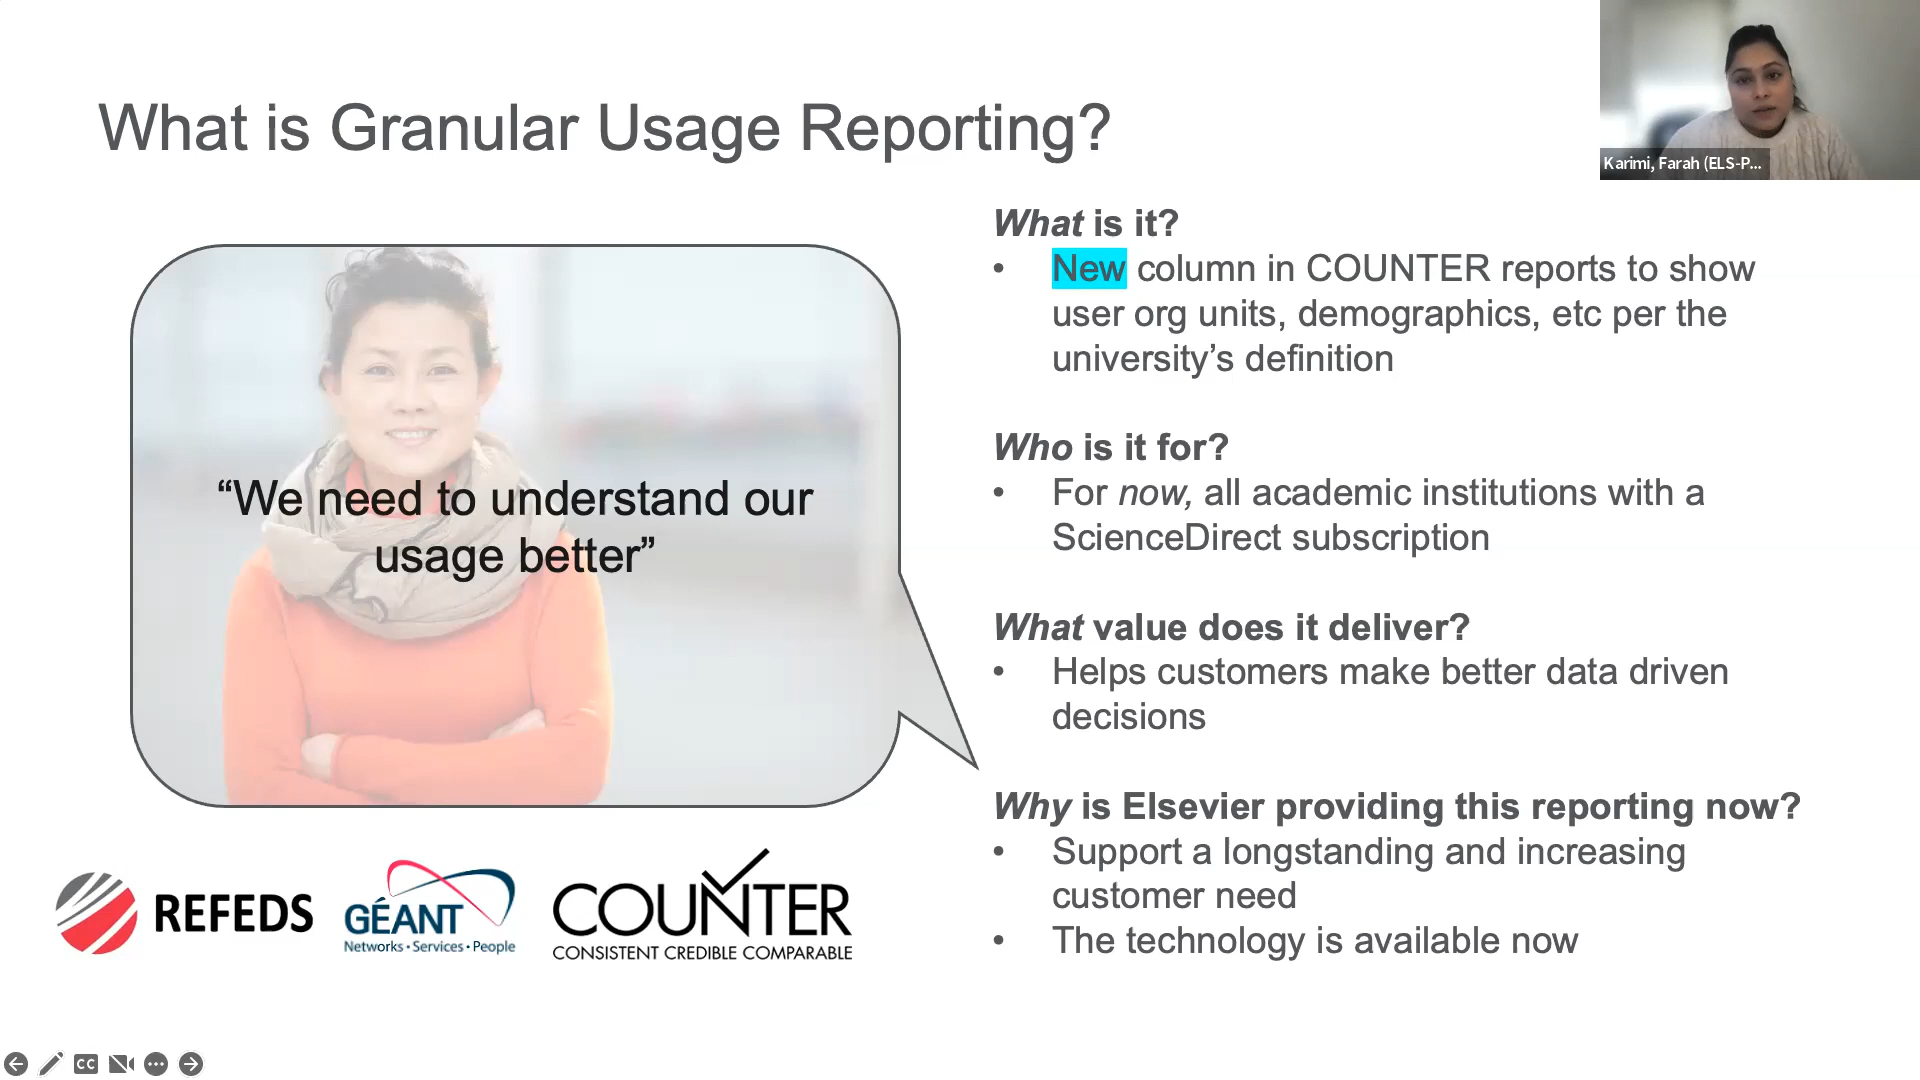 What is Granular Usage Reporting?
Karimi, Farah (ELS-P...
What is it?
• New column in COUNTER reports to show
user org units, demographics, etc per the
university’s definition
Who is it for?
• For now, all academic institutions with a
ScienceDirect subscription
What value does it deliver?
• Helps customers make better data driven
decisions
Why is Elsevier providing this reporting now?
• Support a longstanding and increasing
customer need
• The technology is available now
“We need to understand our
usage better”
REFEDS
GÉANT
Networks • Services • People
COUNTER
CONSISTENT CREDIBLE COMPARABLE
CC